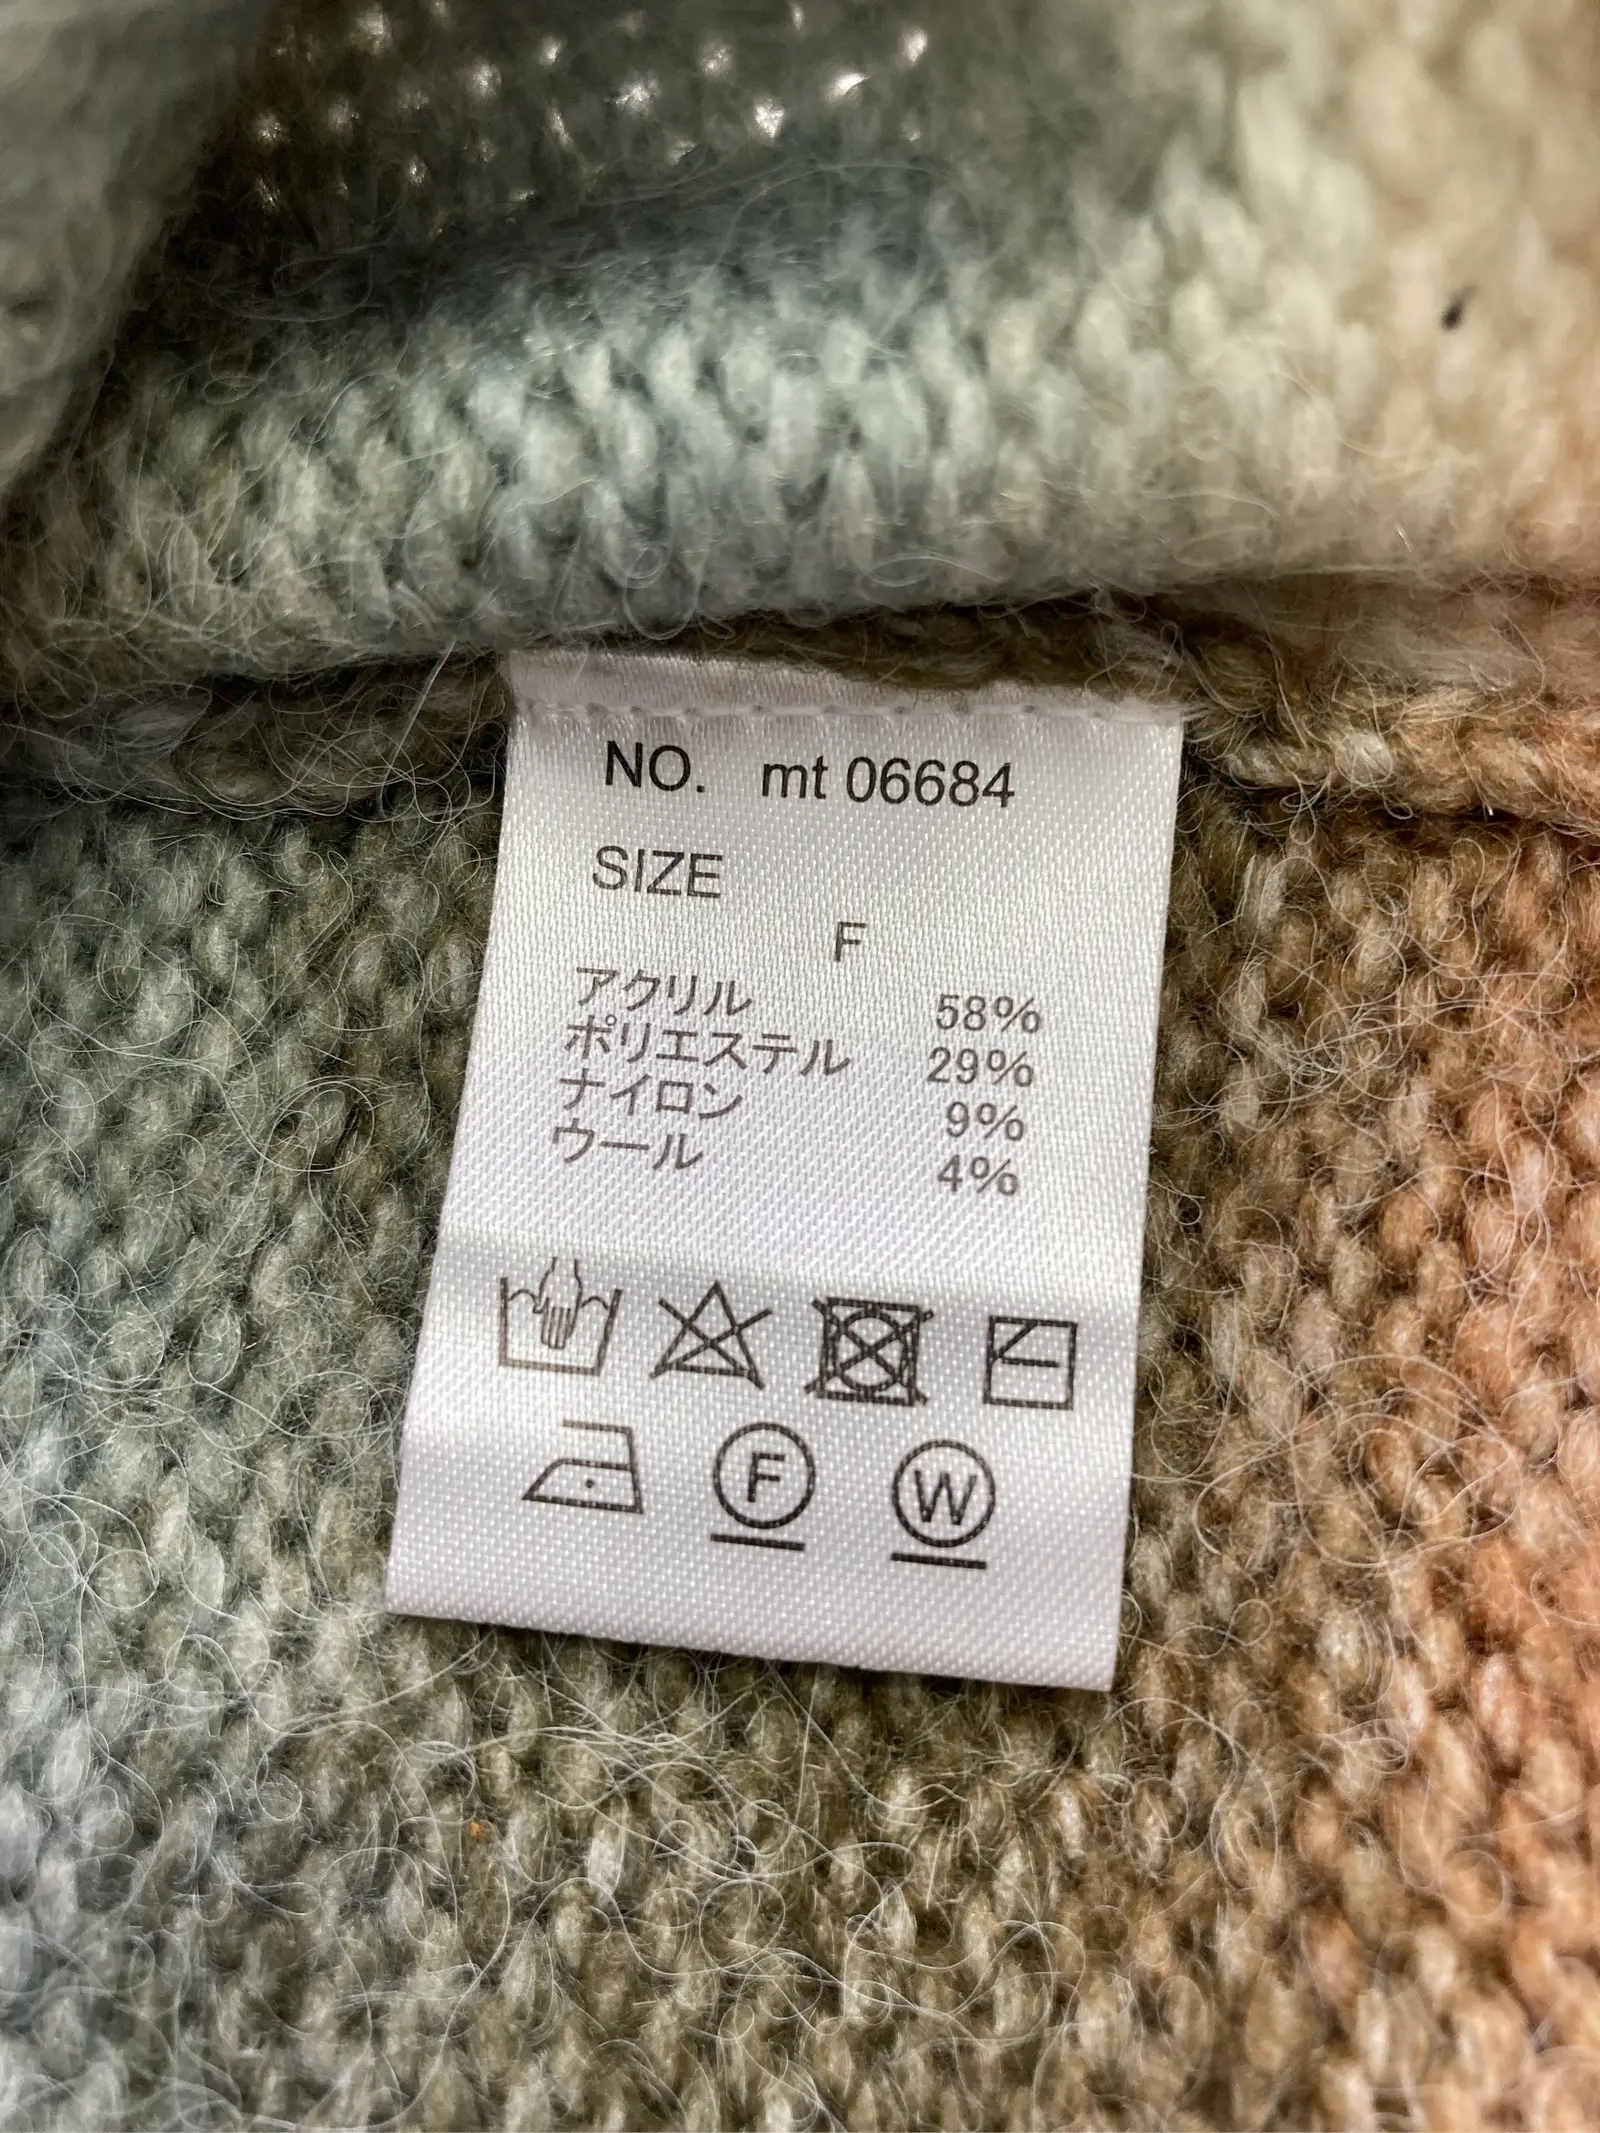 NO. mt 06684
SIZE
F
アクリル 58%
ポリエステル 29%
ナイロン 9%
ウール 4%
F W